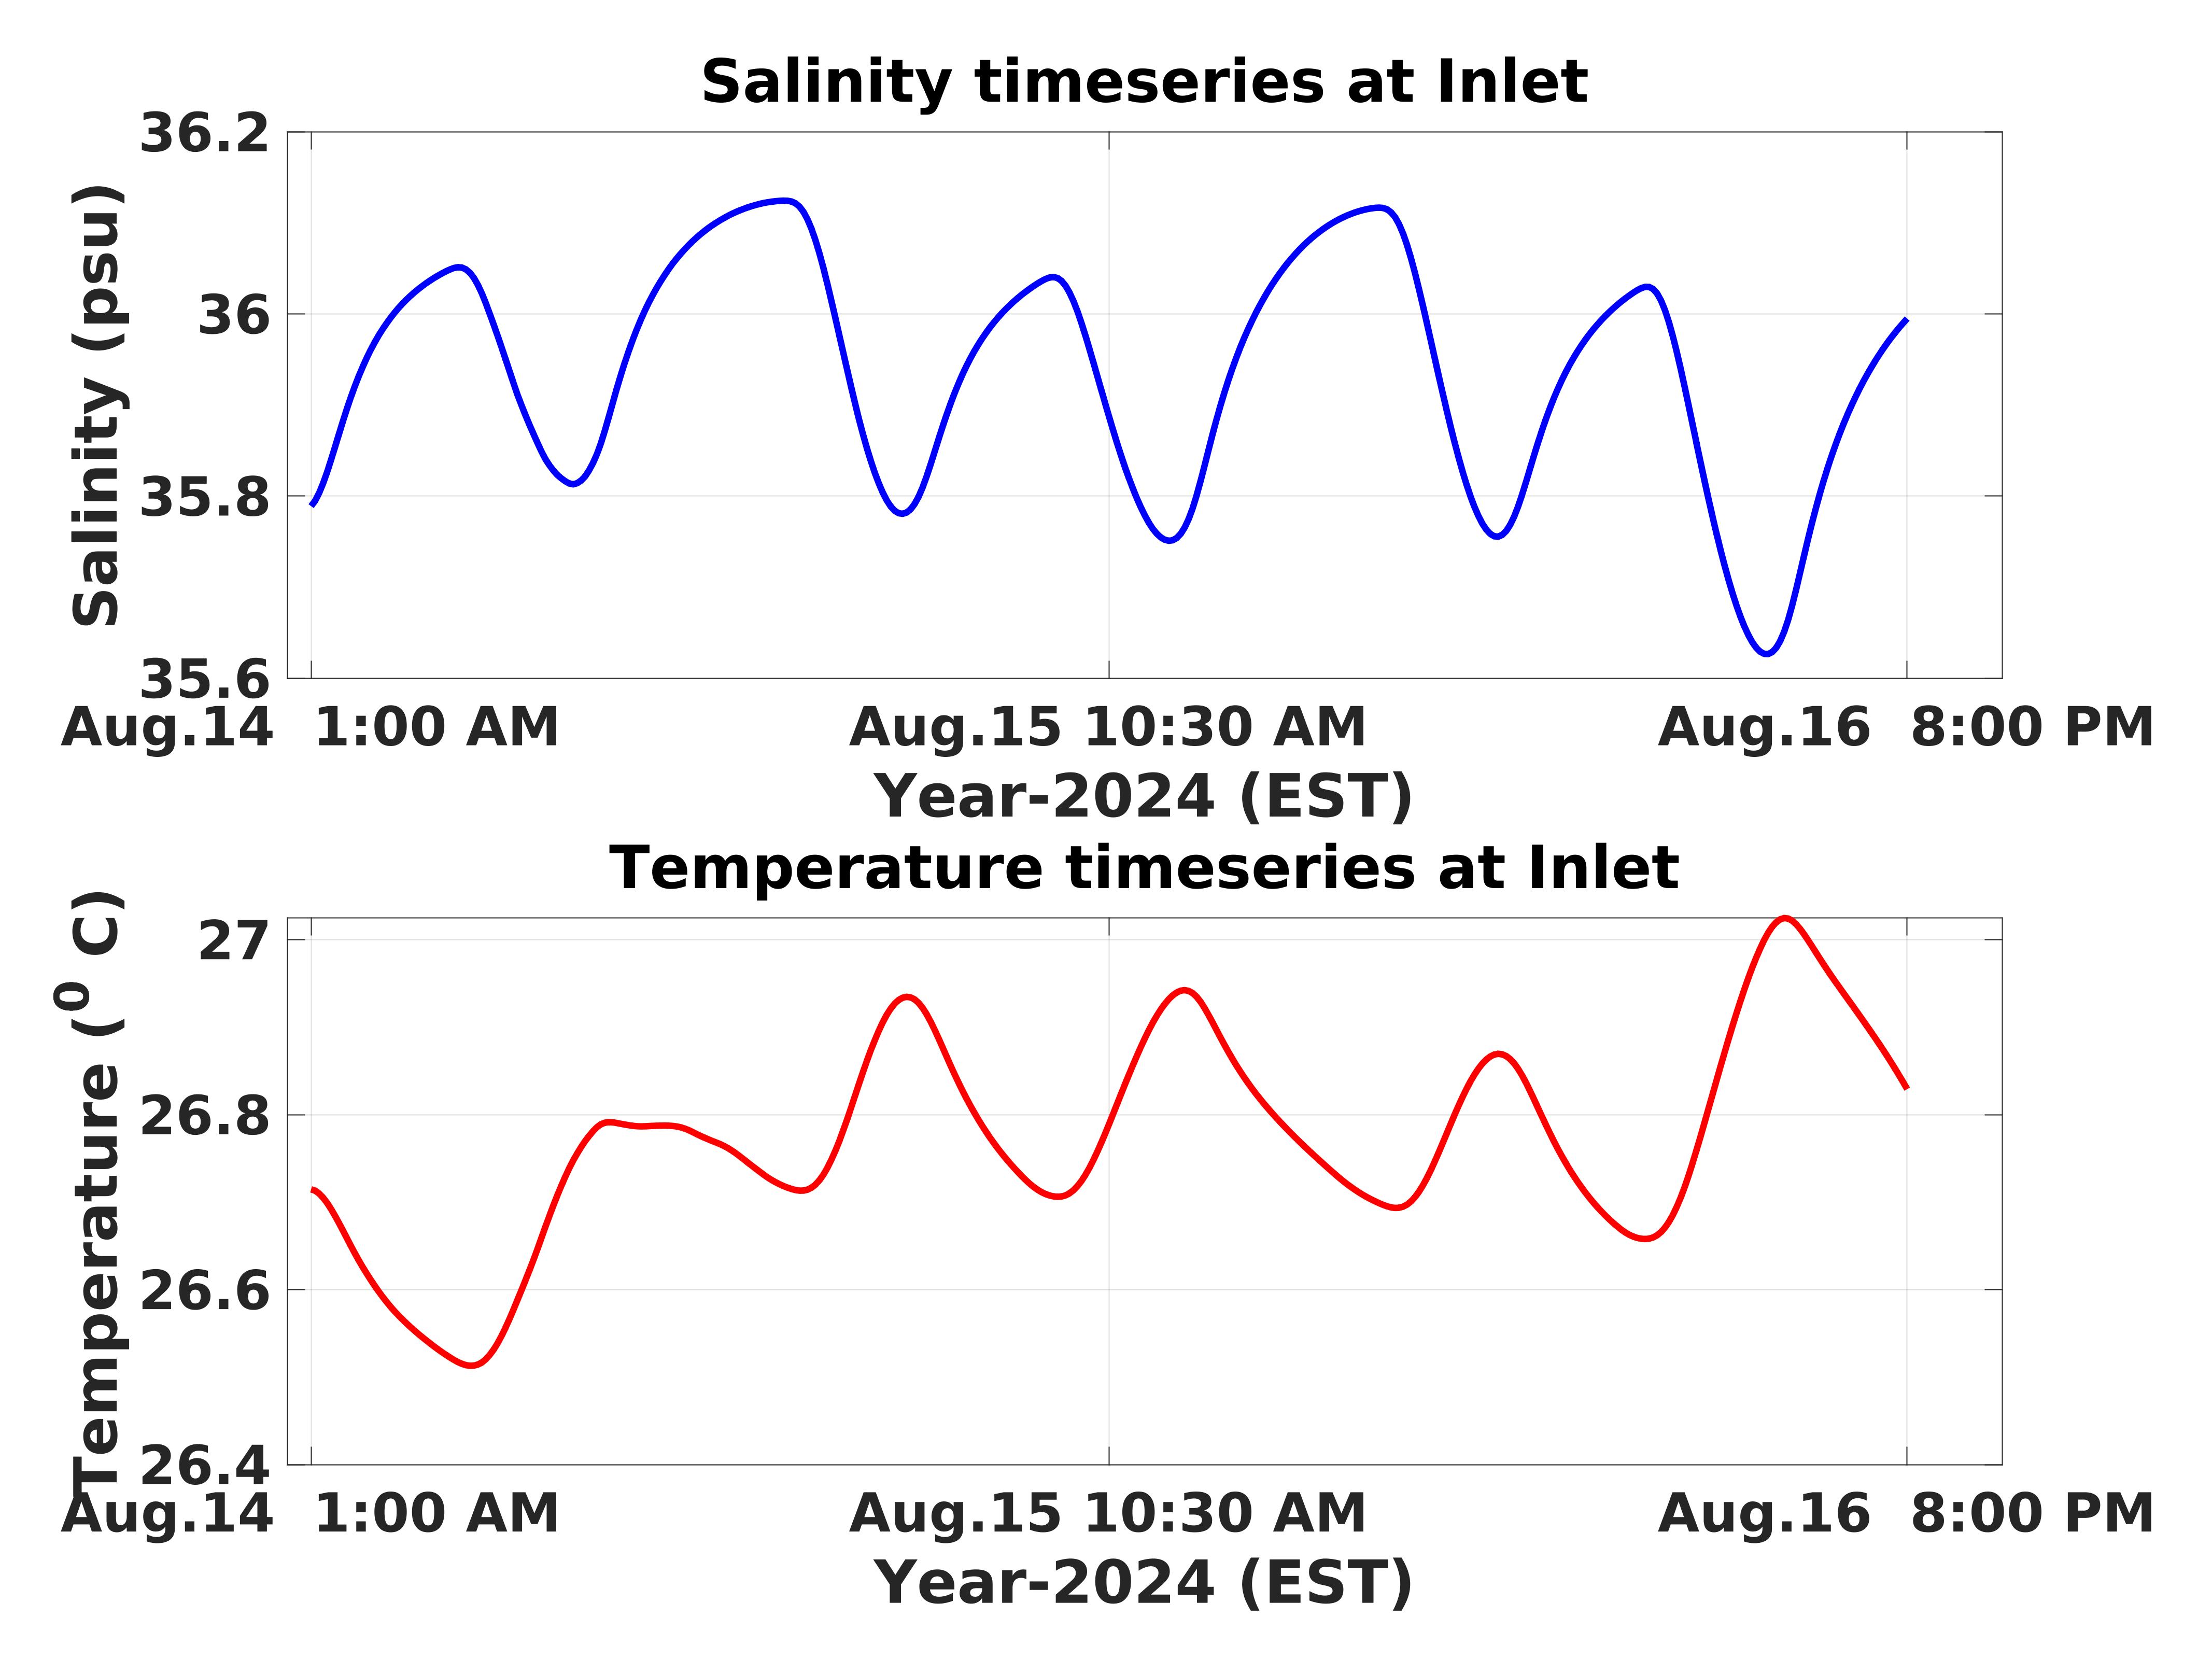 Salinity timeseries at Inlet
Salinity (psu)
36.2
36
35.8
35.6
Aug.14  1:00 AM
Aug.15 10:30 AM
Aug.16  8:00 PM
Year-2024 (EST)
Temperature timeseries at Inlet
Temperature (⁰ C)
27
26.8
26.6
26.4
Aug.14  1:00 AM
Aug.15 10:30 AM
Aug.16  8:00 PM
Year-2024 (EST)